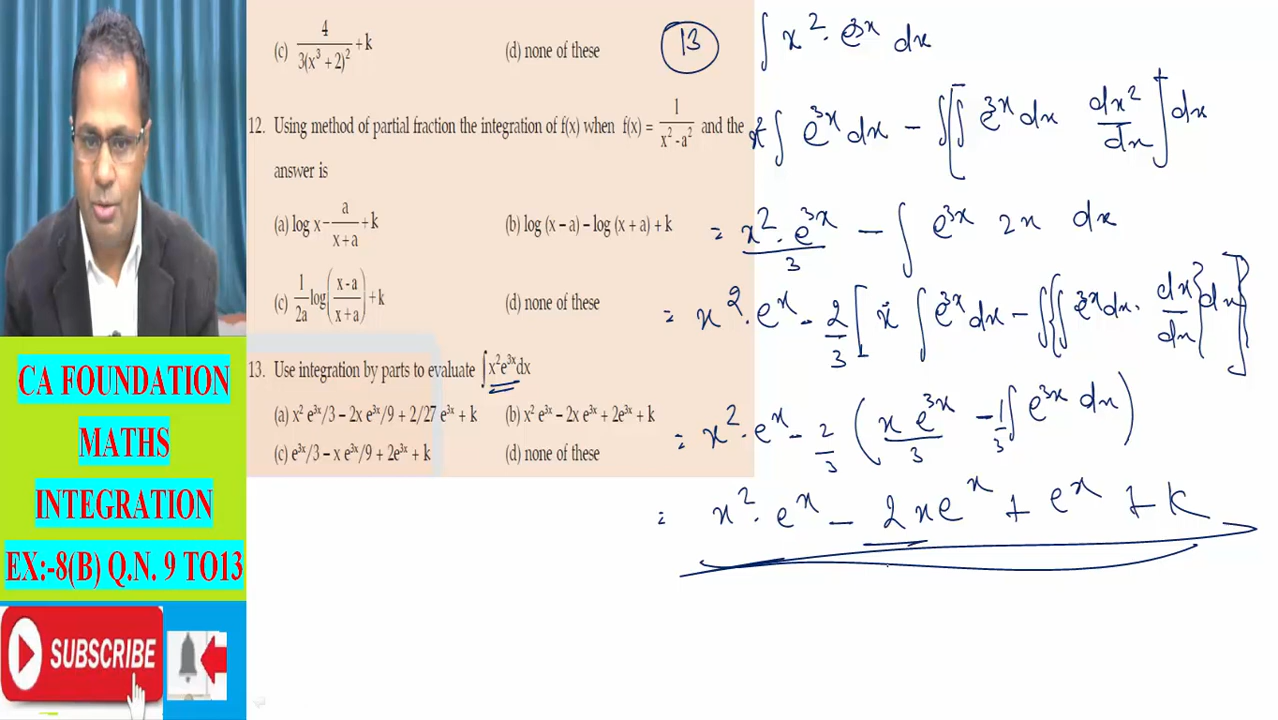 (c) 4/3(x³ + 2)² + k (d) none of these
12. Using method of partial fraction the integration of f(x) when f(x) = 1/x² - a² and the
answer is
(a) log x – a/x + a + k (b) log (x – a) – log (x + a) + k
(c) 1/2a log (x - a/x + a) + k (d) none of these
13. Use integration by parts to evaluate ∫ x² e³ˣ dx
(a) x² e³ˣ/3 – 2x e³ˣ/9 + 2/27 e³ˣ + k (b) x² e³ˣ – 2x e³ˣ + 2e³ˣ + k
(c) e³ˣ/3 – x e³ˣ/9 + 2e³ˣ + k (d) none of these
CA FOUNDATION
MATHS
INTEGRATION
EX:-8(B) Q.N. 9 TO13
SUBSCRIBE
13 ∫ x² · e³ˣ dx
x² ∫ e³ˣ dx – ∫[∫ e³ˣ dx dx²/dx] dx
= x² · e³ˣ/3 – ∫ e³ˣ 2x dx
= x² · eˣ – 2/3 [x ∫ e³ˣ dx – ∫{∫ e³ˣ dx · dx/dx} dx]
= x² · eˣ – 2/3 (x e³ˣ/3 – 1/3 ∫ e³ˣ dx)
= x² · eˣ – 2xeˣ + eˣ + k